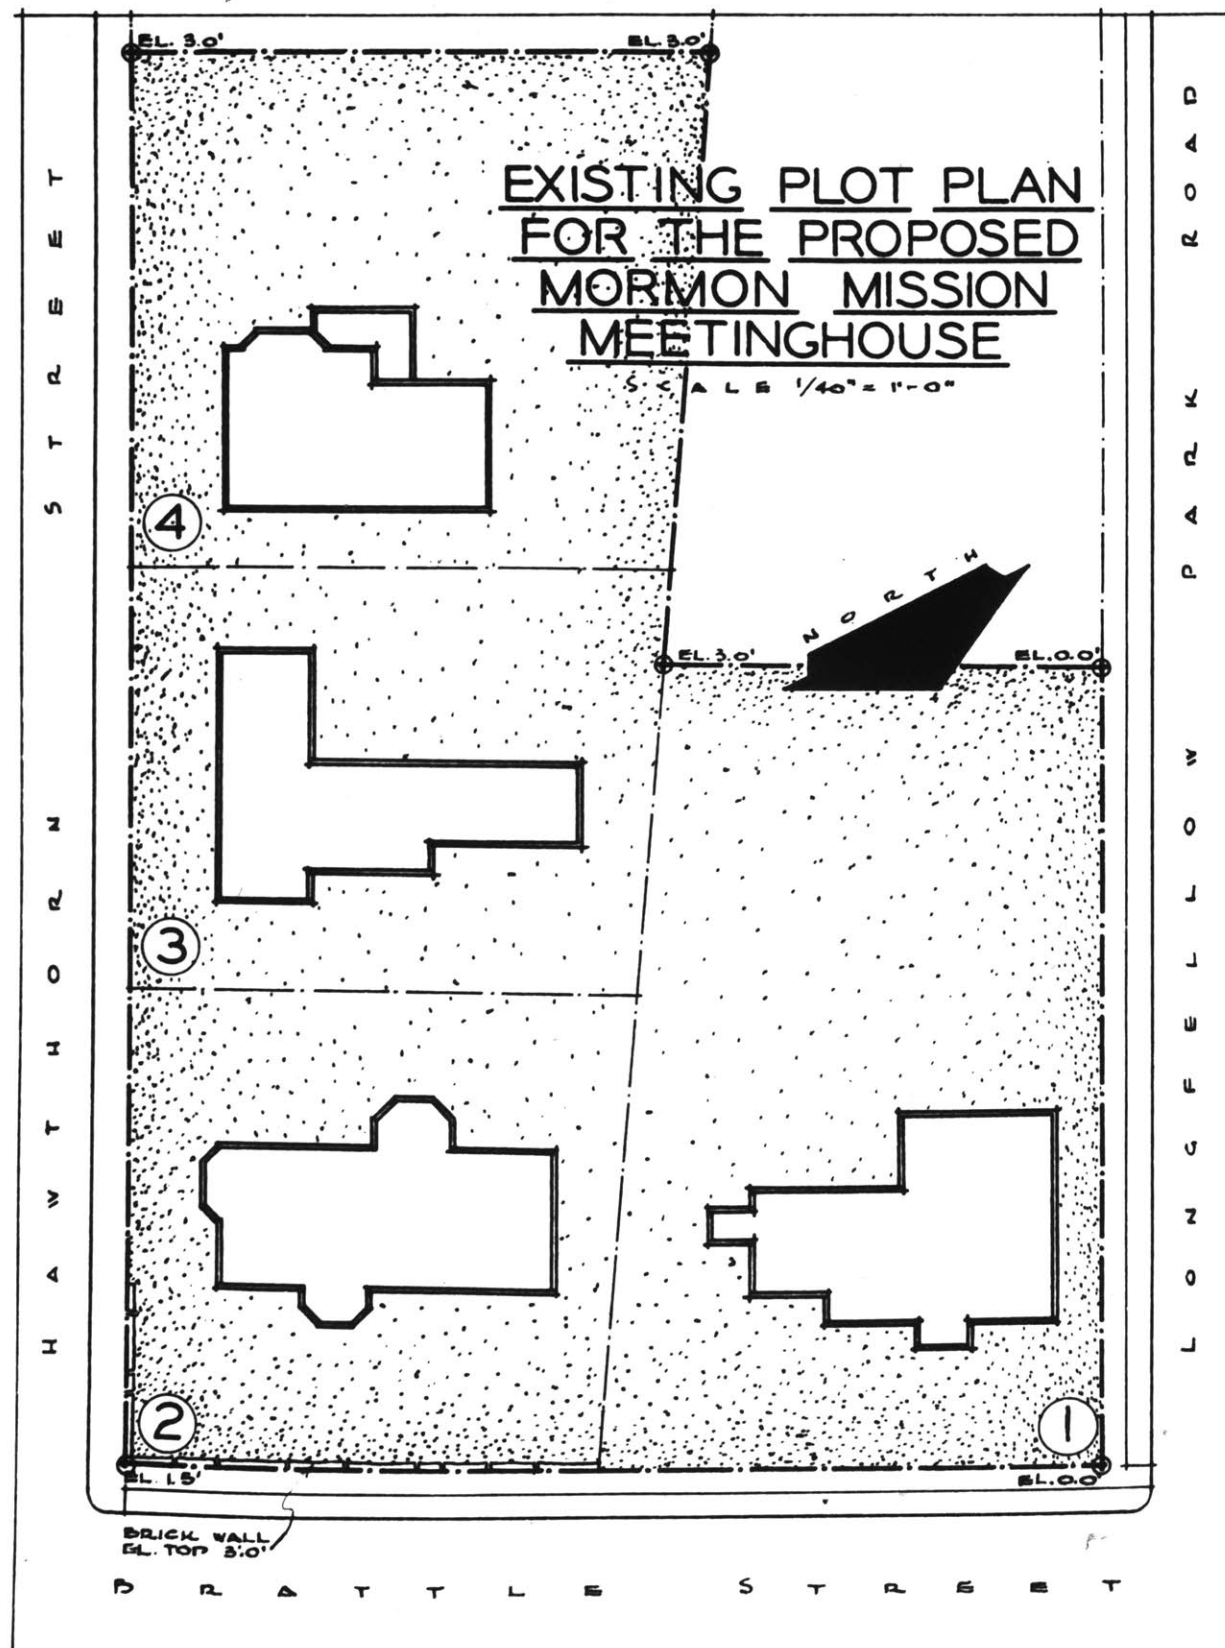 EL. 3.0'
EL. 3.0'
EXISTING PLOT PLAN
FOR THE PROPOSED
MORMON MISSION
MEETINGHOUSE
SCALE 1/40" = 1'-0"
4
NORTH
EL. 3.0'
EL. 0.0'
3
2
1
EL. 1.5'
EL. 0.0'
BRICK WALL
EL. TOP 3.0'
BRATTLE STREET
HAWTHORN STREET
LONGFELLOW PARK ROAD